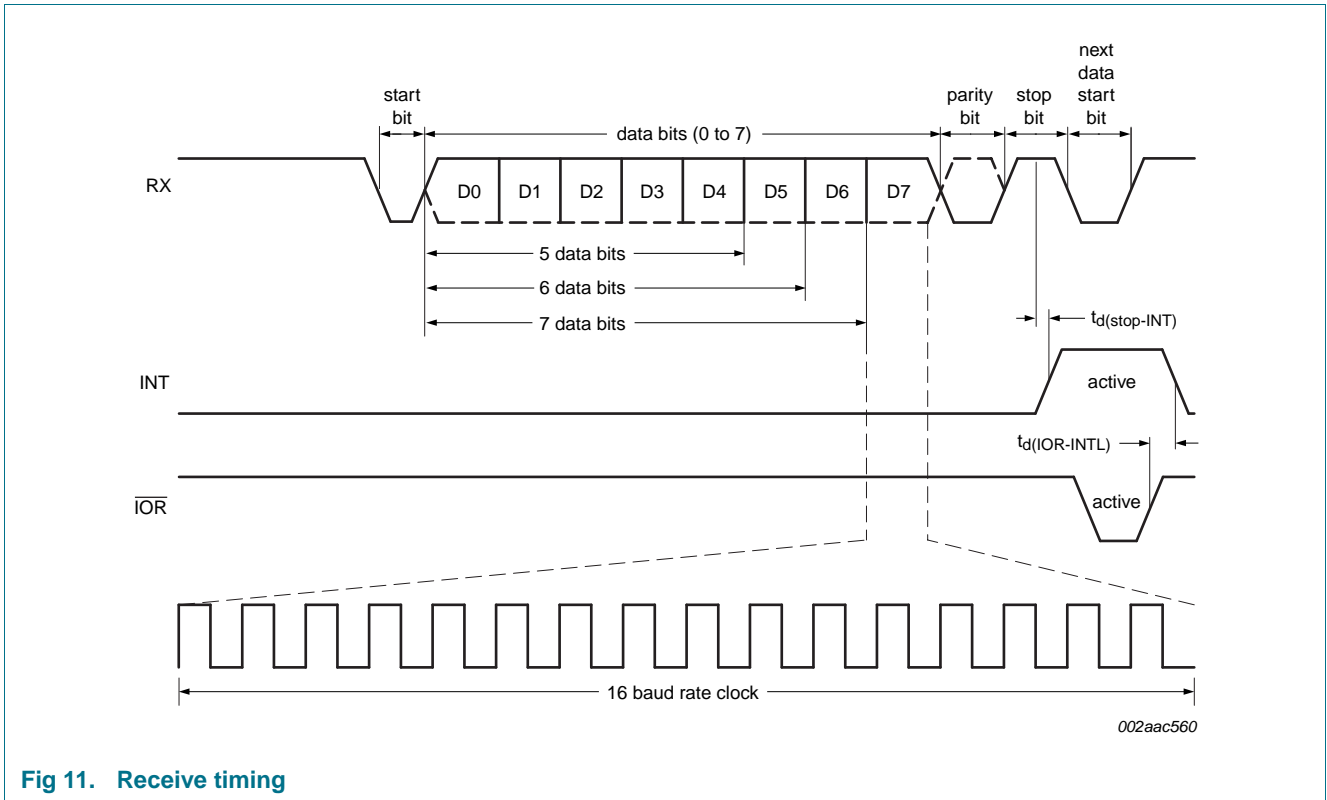 next
data
start
bit
start
bit
parity
bit
stop
bit
data bits (0 to 7)
RX
D0 D1 D2 D3 D4 D5 D6 D7
5 data bits
6 data bits
7 data bits
td(stop-INT)
INT
active
td(IOR-INTL)
IOR
active
16 baud rate clock
002aac560
Fig 11. Receive timing